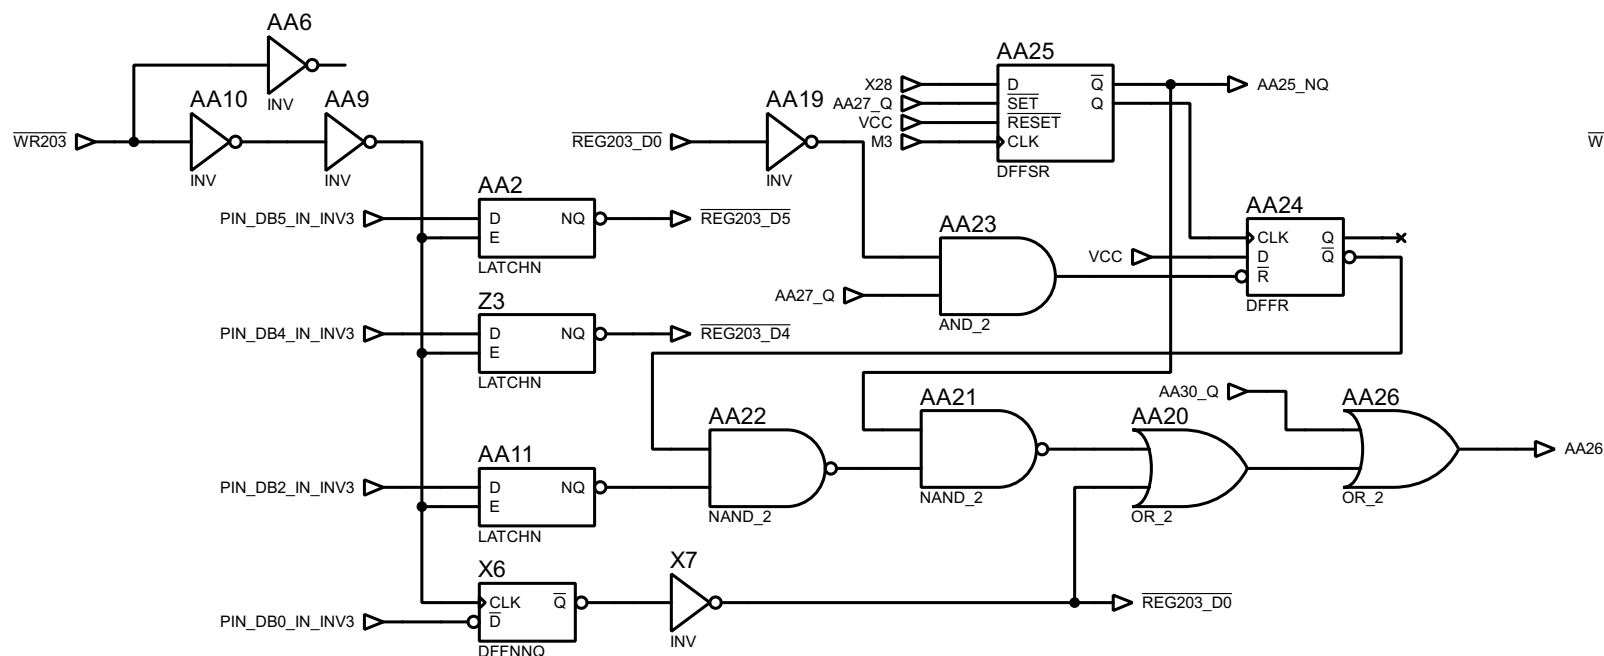 AA6
INV
AA10
INV
AA9
INV
WR203
AA19
INV
REG203_D0
AA25
X28
AA27_Q
VCC
M3
D
SET
RESET
CLK
Q
Q
DFFSR
AA25_NQ
W
AA2
PIN_DB5_IN_INV3
D
E
NQ
LATCHN
REG203_D5
AA23
AA27_Q
AND_2
AA24
VCC
CLK
D
R
Q
Q
DFFR
Z3
PIN_DB4_IN_INV3
D
E
NQ
LATCHN
REG203_D4
AA22
NAND_2
AA21
NAND_2
AA20
OR_2
AA30_Q
AA26
OR_2
AA26
AA11
PIN_DB2_IN_INV3
D
E
NQ
LATCHN
X6
PIN_DB0_IN_INV3
CLK
D
Q
DFFNNQ
X7
INV
REG203_D0